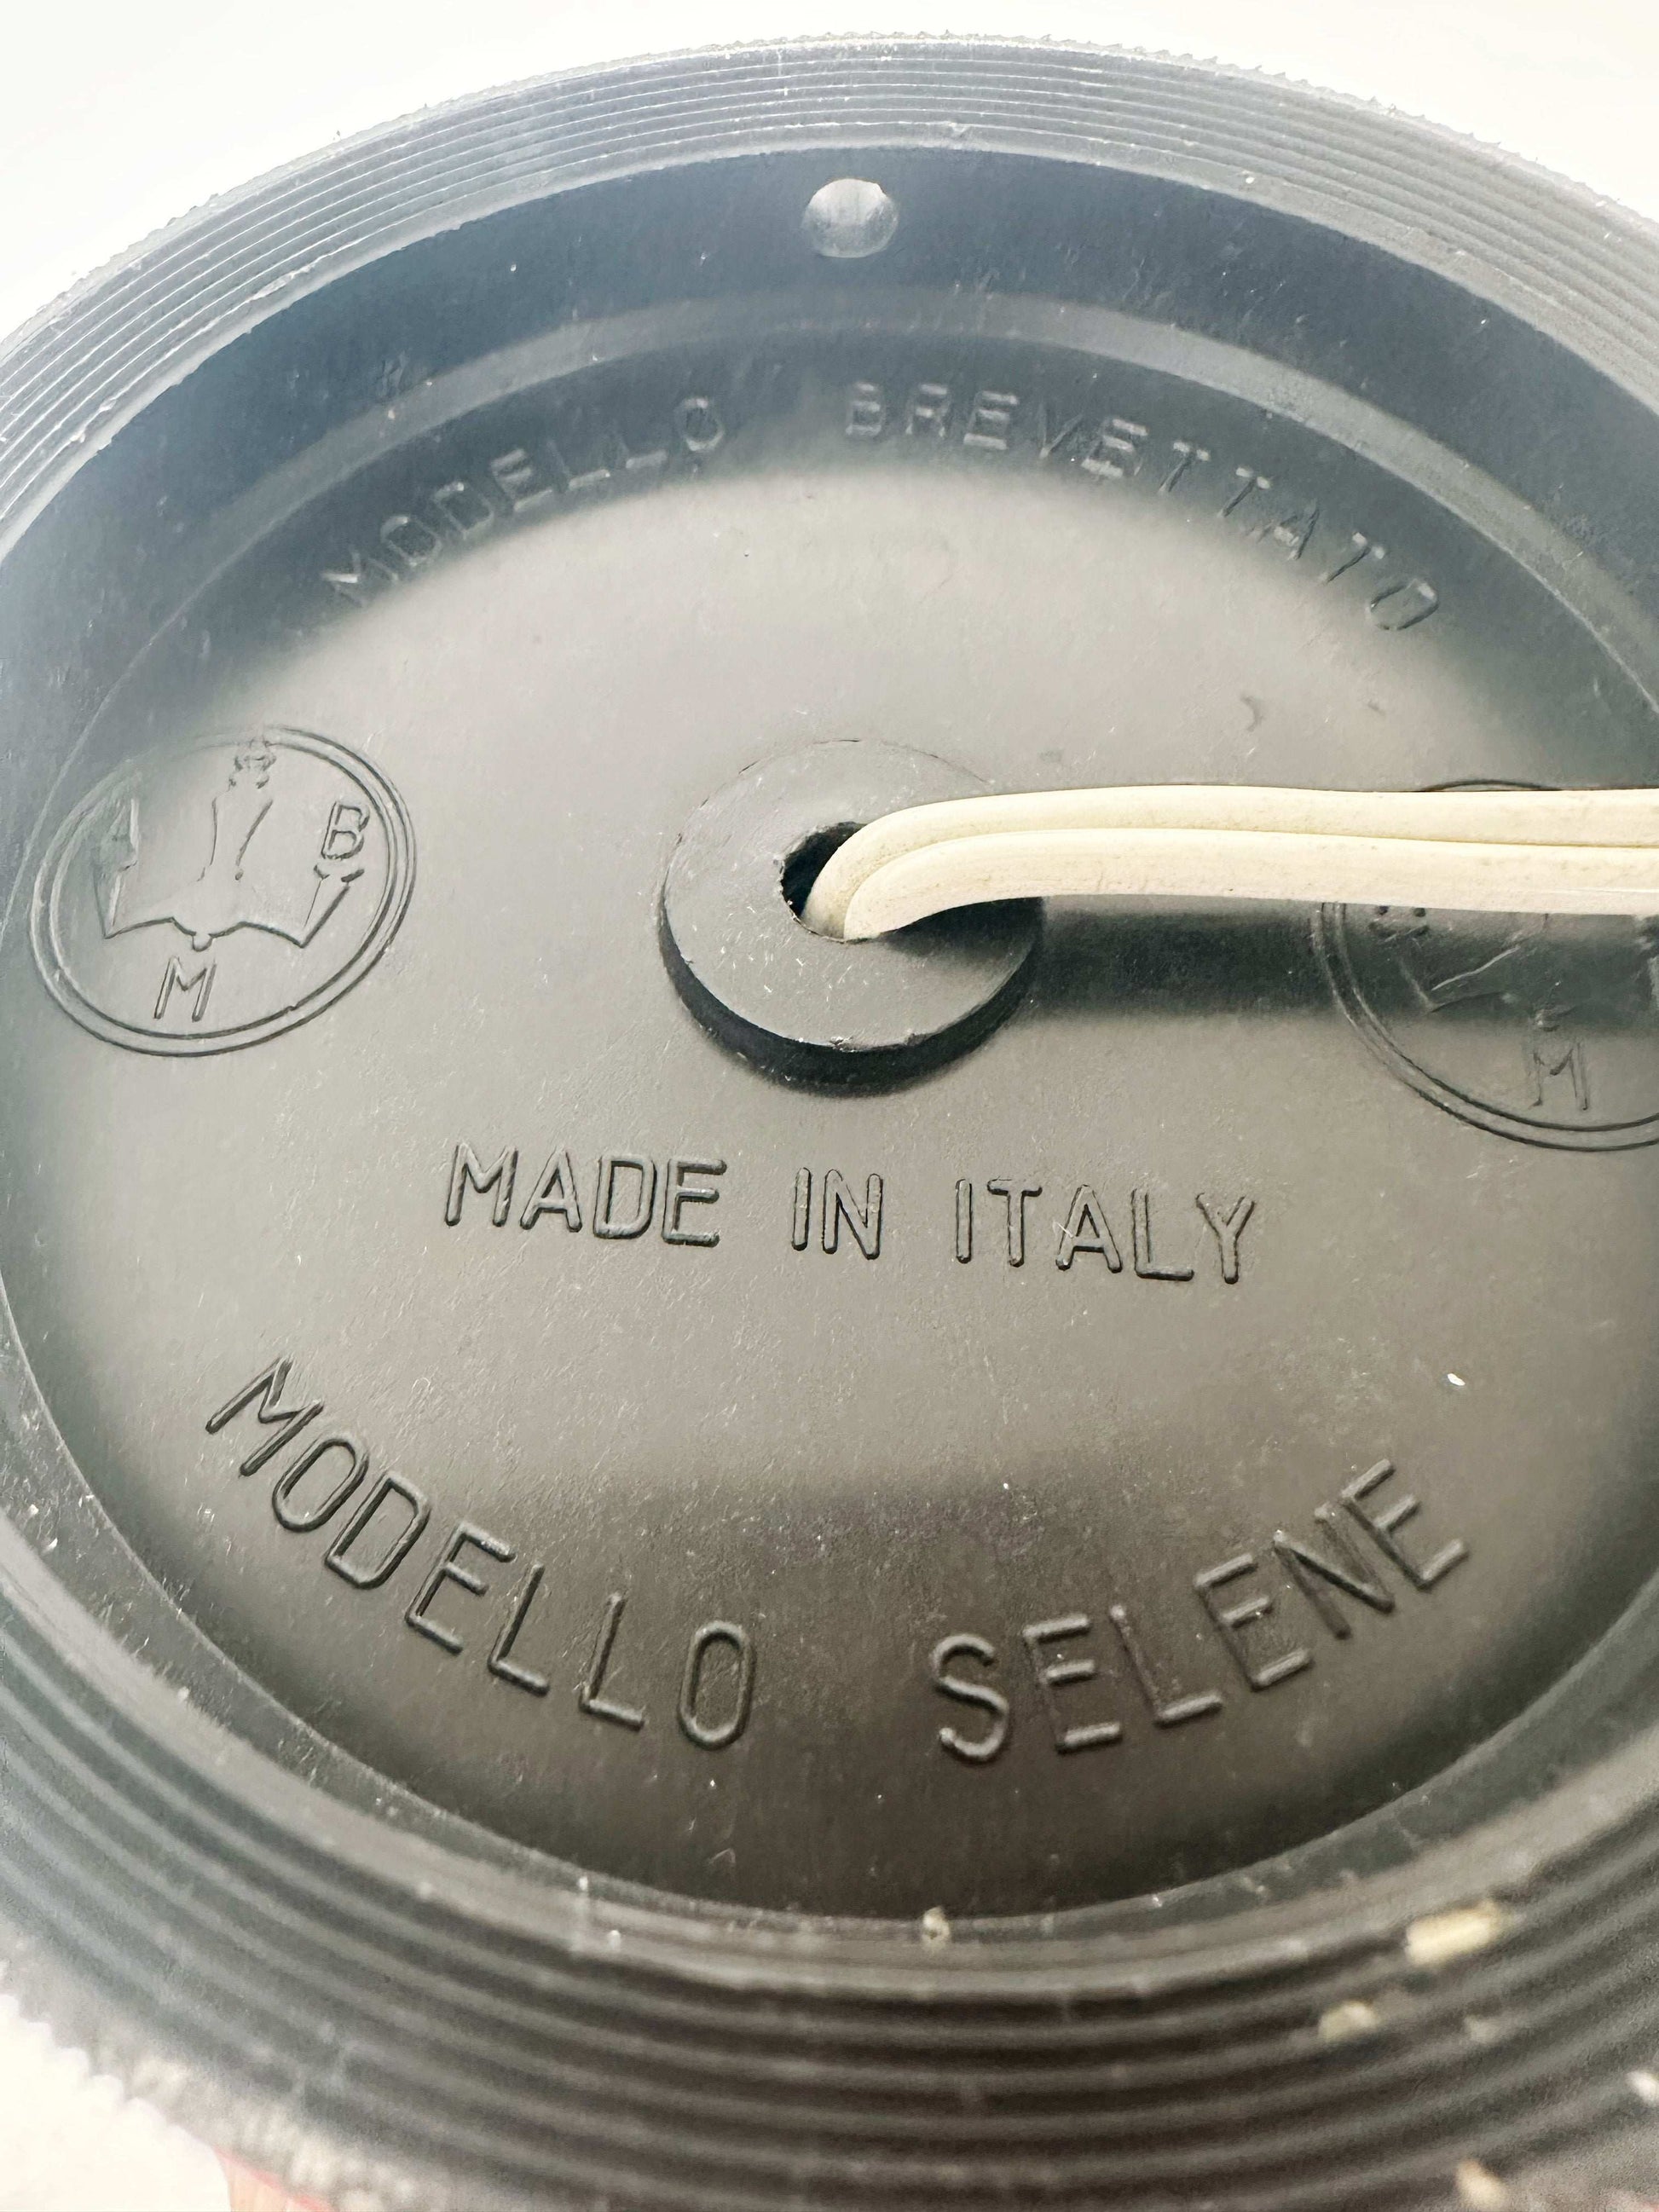 MODELLO BREVETTATO
A B
M
M
MADE IN ITALY
MODELLO SELENE